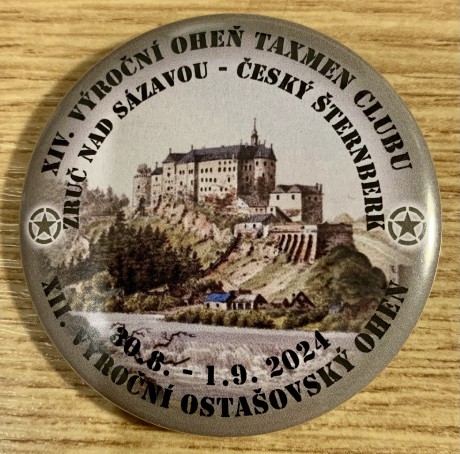 XIV. VÝROČNÍ OHEŇ TAXMEN CLUBU
ZRUČ NAD SÁZAVOU - ČESKÝ ŠTERNBERK
30.8. - 1.9. 2024
XII. VÝROČNÍ OSTAŠOVSKÝ OHEŇ